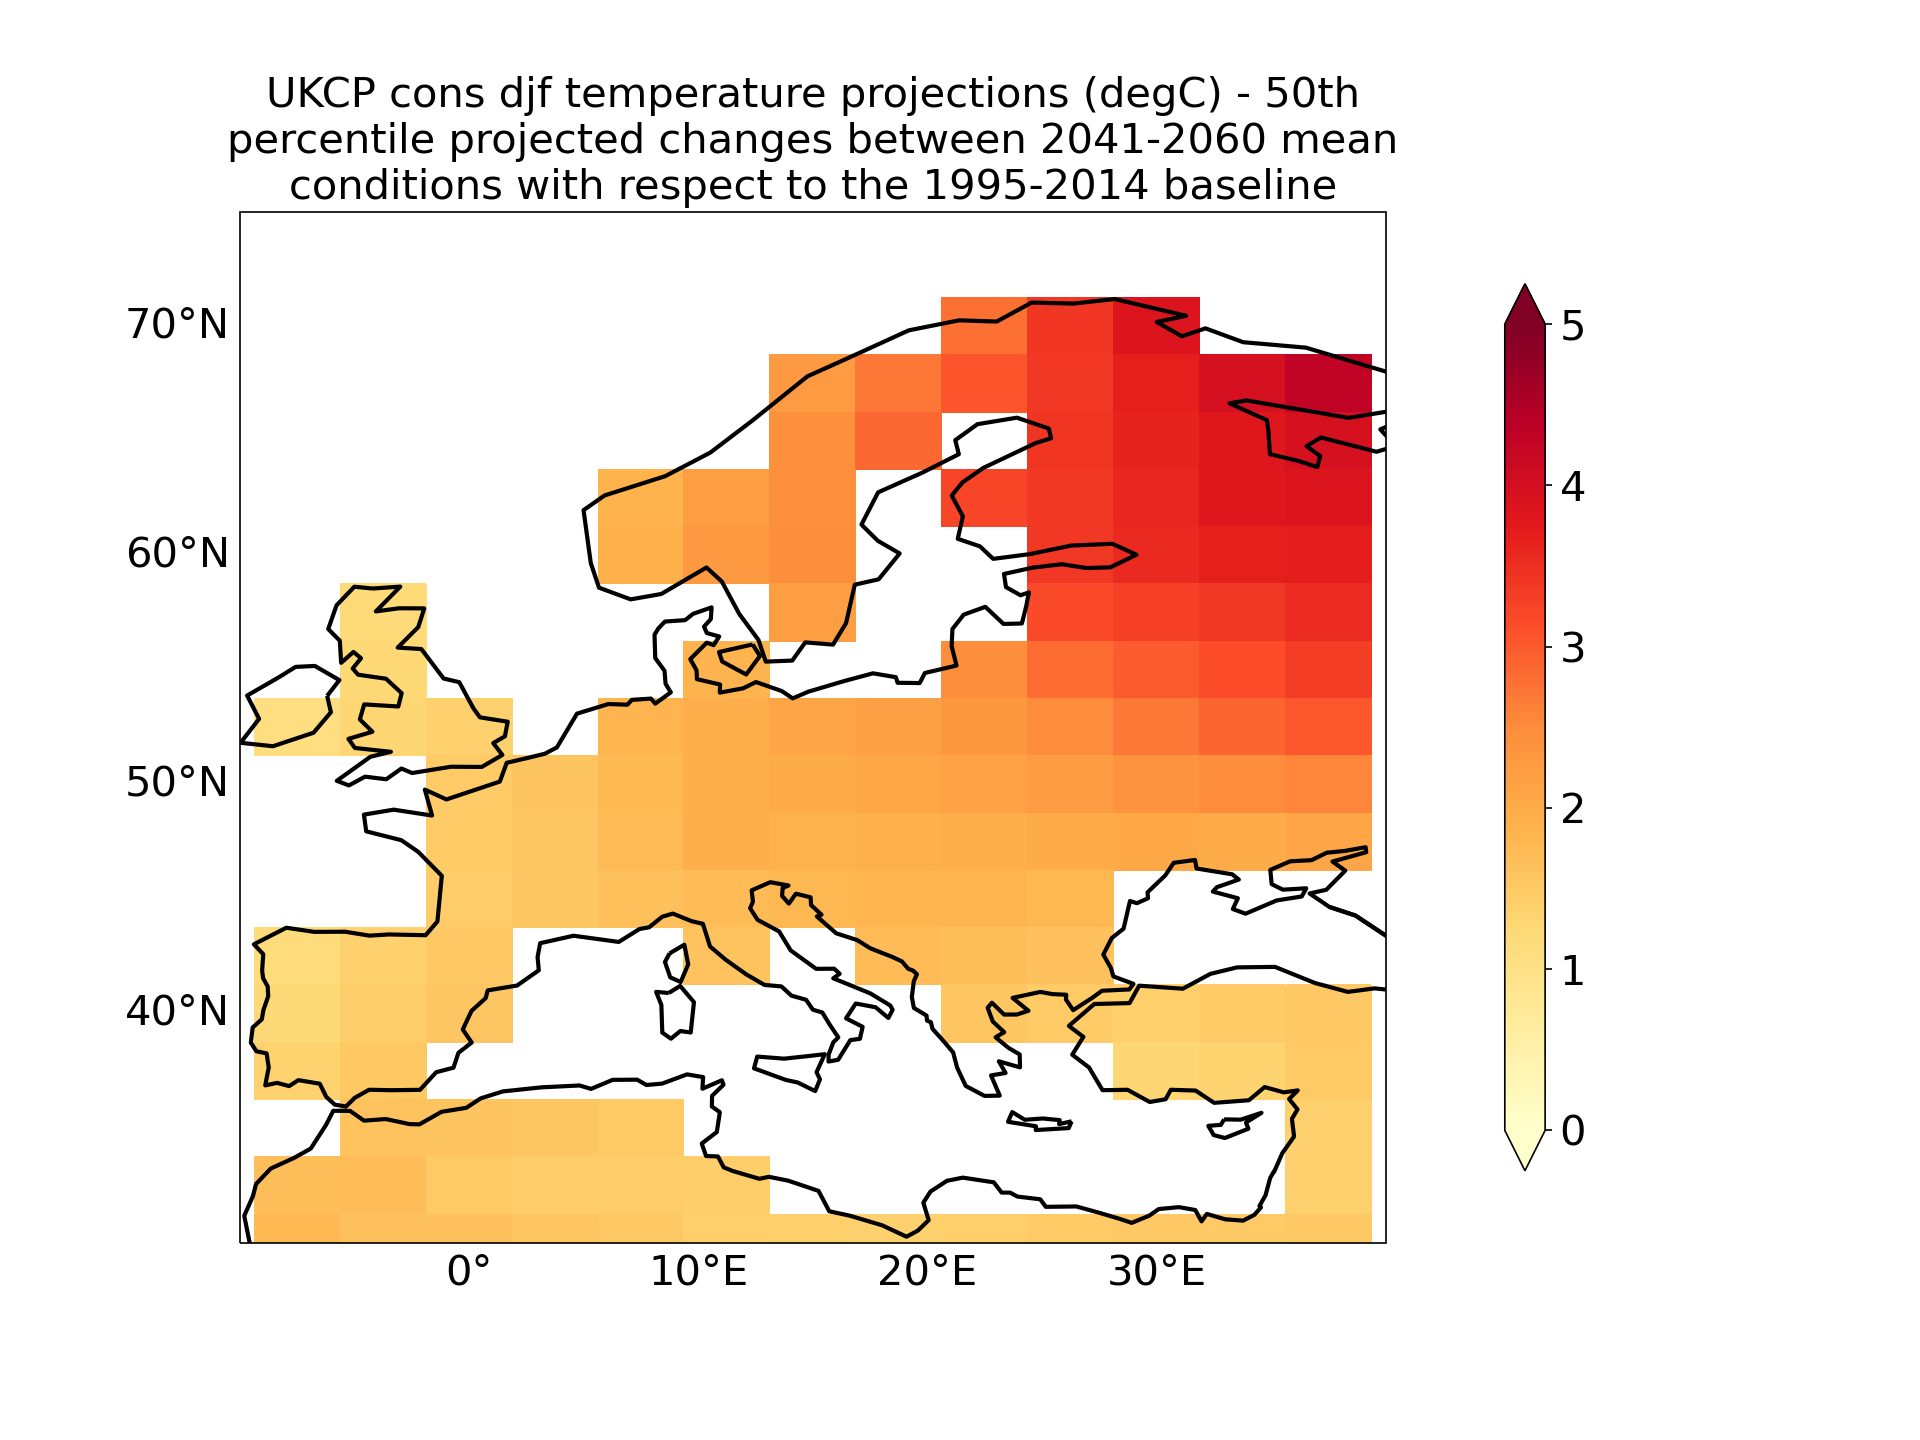 UKCP cons djf temperature projections (degC) - 50th
percentile projected changes between 2041-2060 mean
conditions with respect to the 1995-2014 baseline
70°N
60°N
50°N
40°N
0°
10°E
20°E
30°E
5
4
3
2
1
0